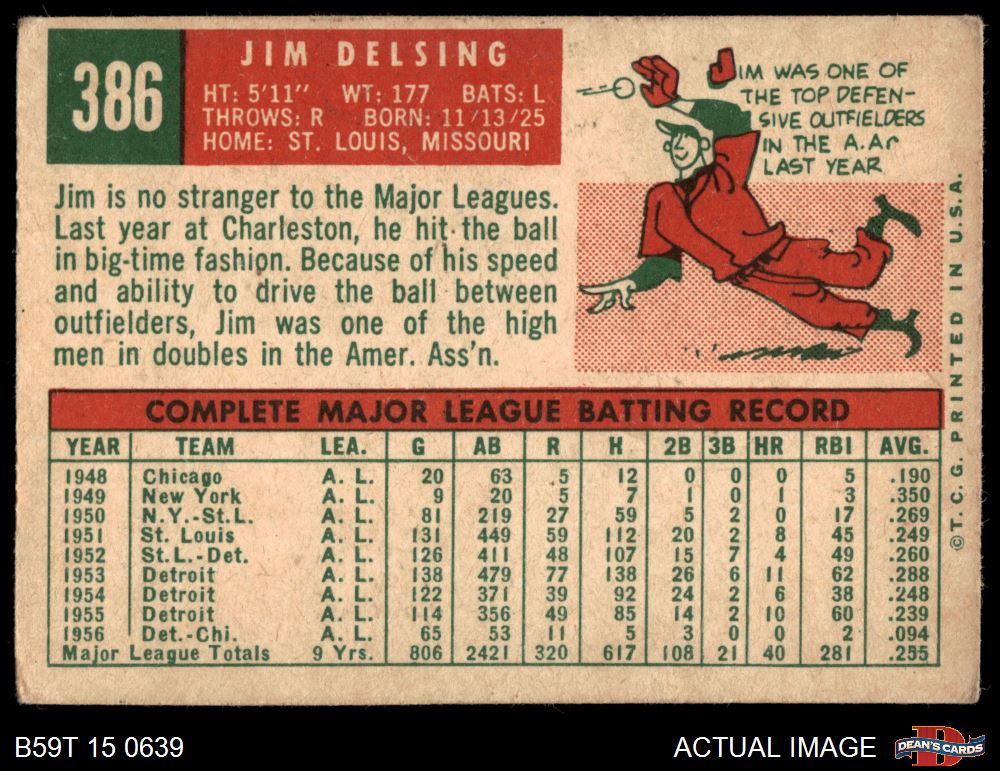 386
JIM DELSING
HT: 5'11" WT: 177 BATS: L
THROWS: R BORN: 11/13/25
HOME: ST. LOUIS, MISSOURI
Jim is no stranger to the Major Leagues.
Last year at Charleston, he hit the ball
in big-time fashion. Because of his speed
and ability to drive the ball between
outfielders, Jim was one of the high
men in doubles in the Amer. Ass'n.
JIM WAS ONE OF
THE TOP DEFEN-
SIVE OUTFIELDERS
IN THE A.A.
LAST YEAR
COMPLETE MAJOR LEAGUE BATTING RECORD
YEAR TEAM LEA. G AB R H 2B 3B HR RBI AVG.
1948 Chicago A. L. 20 63 5 12 0 0 0 5 .190
1949 New York A. L. 9 20 5 7 1 0 1 3 .350
1950 N.Y.-St.L. A. L. 81 219 27 59 5 2 0 17 .269
1951 St. Louis A. L. 131 449 59 112 20 2 8 45 .249
1952 St.L.-Det. A. L. 126 411 48 107 15 7 4 49 .260
1953 Detroit A. L. 138 479 77 138 26 6 11 62 .288
1954 Detroit A. L. 122 371 39 92 24 2 6 38 .248
1955 Detroit A. L. 114 356 49 85 14 2 10 60 .239
1956 Det.-Chi. A. L. 65 53 11 5 3 0 0 2 .094
Major League Totals 9 Yrs. 806 2421 320 617 108 21 40 281 .255
©T. C. G. PRINTED IN U.S.A.
B59T 15 0639
ACTUAL IMAGE
D
DEAN'S CARDS